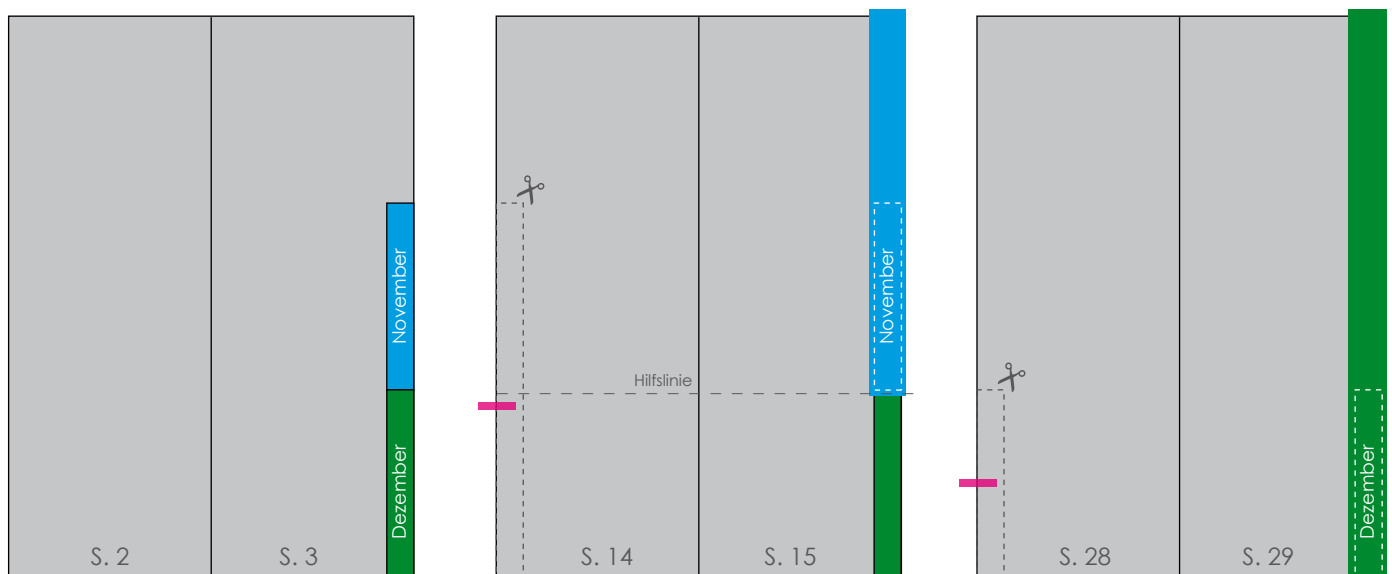 November
Dezember
S. 2
S. 3
November
Hilfslinie
S. 14
S. 15
Dezember
S. 28
S. 29